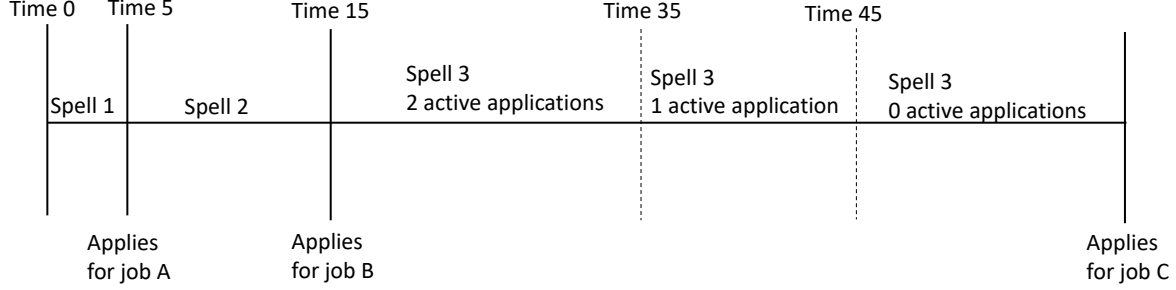 Time 0
Time 5
Time 15
Time 35
Time 45
Spell 1
Spell 2
Spell 3
2 active applications
Spell 3
1 active application
Spell 3
0 active applications
Applies
for job A
Applies
for job B
Applies
for job C